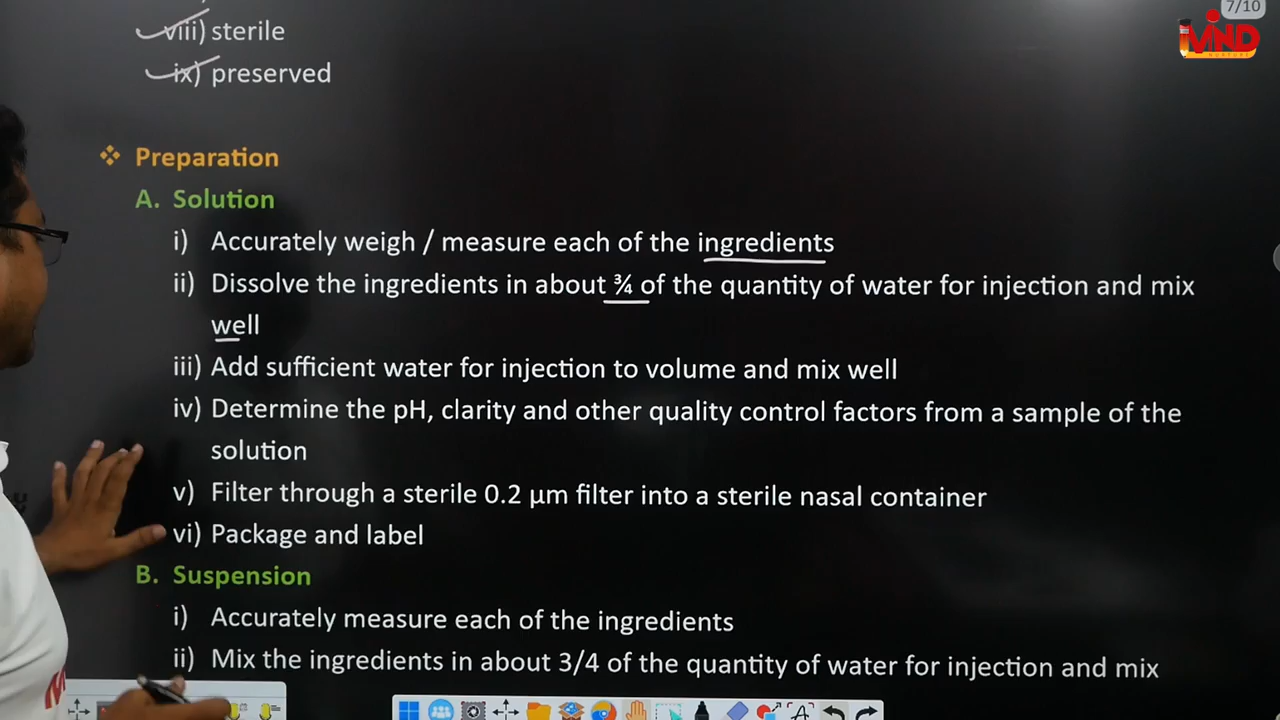 7/10
MIND
viii) sterile
ix) preserved
❖ Preparation
A. Solution
i) Accurately weigh / measure each of the ingredients
ii) Dissolve the ingredients in about ¾ of the quantity of water for injection and mix
well
iii) Add sufficient water for injection to volume and mix well
iv) Determine the pH, clarity and other quality control factors from a sample of the
solution
v) Filter through a sterile 0.2 µm filter into a sterile nasal container
vi) Package and label
B. Suspension
i) Accurately measure each of the ingredients
ii) Mix the ingredients in about 3/4 of the quantity of water for injection and mix